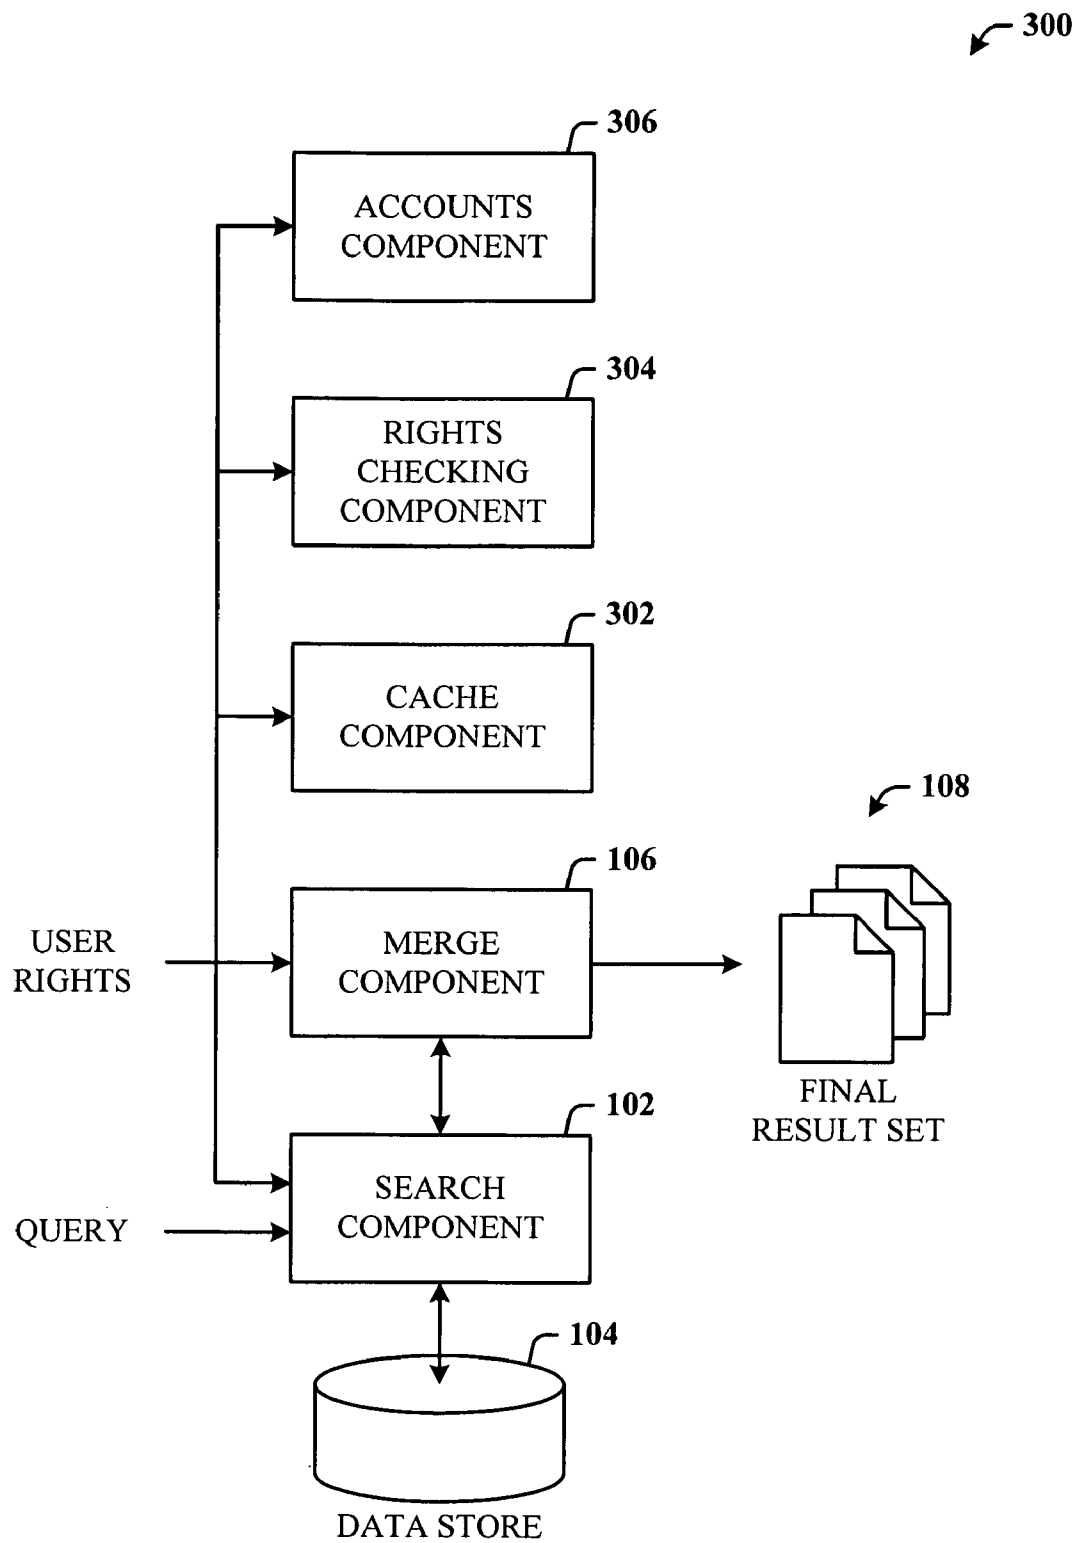 300
306
ACCOUNTS
COMPONENT
304
RIGHTS
CHECKING
COMPONENT
302
CACHE
COMPONENT
108
106
USER
RIGHTS
MERGE
COMPONENT
FINAL
RESULT SET
102
SEARCH
COMPONENT
QUERY
104
DATA STORE